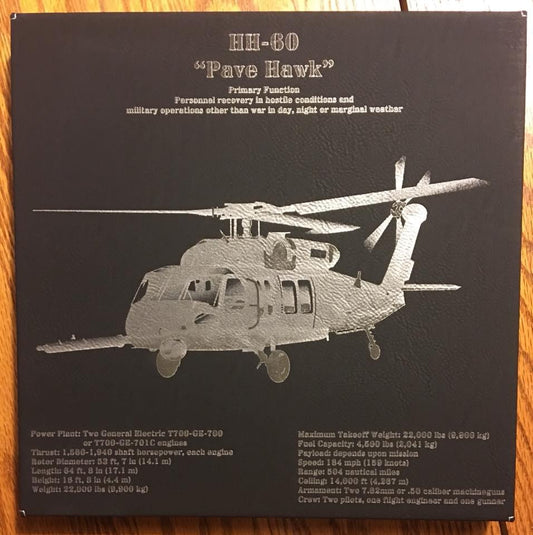 HH-60
“Pave Hawk”
Primary Function
Personnel recovery in hostile conditions and
military operations other than war in day, night or marginal weather
Power Plant: Two General Electric T700-GE-700
or T700-GE-701C engines
Thrust: 1,560-1,940 shaft horsepower, each engine
Rotor Diameter: 53 ft, 7 in (14.1 m)
Length: 64 ft, 8 in (17.1 m)
Height: 16 ft, 8 in (4.4 m)
Weight: 22,000 lbs (9,900 kg)
Maximum Takeoff Weight: 22,000 lbs (9,900 kg)
Fuel Capacity: 4,500 lbs (2,041 kg)
Payload: depends upon mission
Speed: 184 mph (159 knots)
Range: 504 nautical miles
Ceiling: 14,000 ft (4,267 m)
Armament: Two 7.62mm or .50 caliber machineguns
Crew: Two pilots, one flight engineer and one gunner